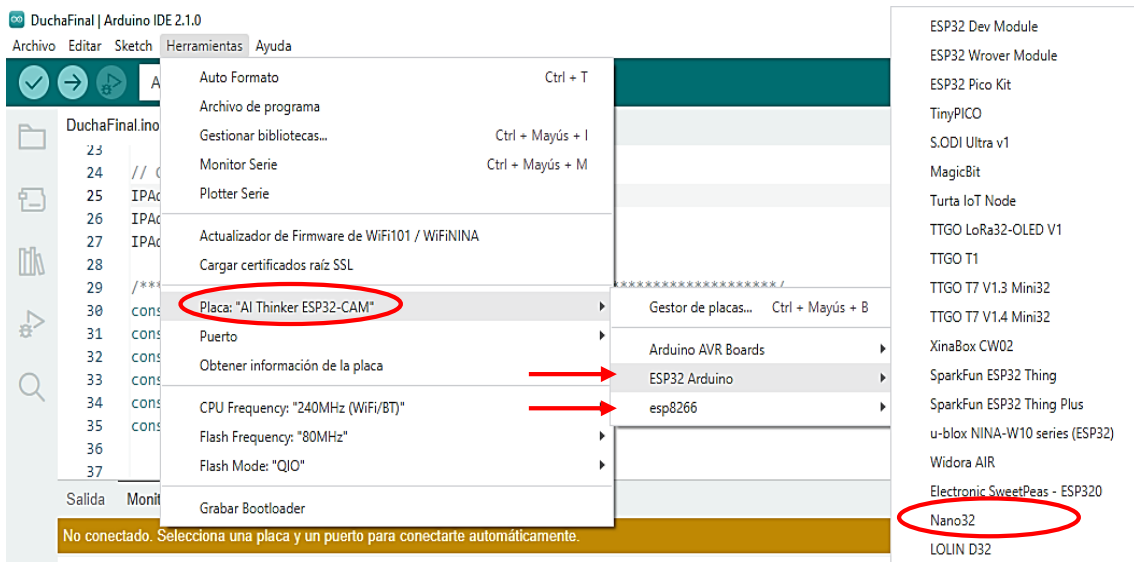 DuchaFinal | Arduino IDE 2.1.0
Archivo Editar Sketch Herramientas Ayuda
A
DuchaFinal.ino
23
24 // C
25 IPAd
26 IPAd
27 IPAd
28
29 /***
*********************/
30 cons
31 cons
32 cons
33 cons
34 cons
35 cons
36
37
Salida Monit
No conectado. Selecciona una placa y un puerto para conectarte automáticamente.
Auto Formato Ctrl + T
Archivo de programa
Gestionar bibliotecas... Ctrl + Mayús + I
Monitor Serie Ctrl + Mayús + M
Plotter Serie
Actualizador de Firmware de WiFi101 / WiFiNINA
Cargar certificados raíz SSL
Placa: "AI Thinker ESP32-CAM"
Puerto
Obtener información de la placa
CPU Frequency: "240MHz (WiFi/BT)"
Flash Frequency: "80MHz"
Flash Mode: "QIO"
Grabar Bootloader
Gestor de placas... Ctrl + Mayús + B
Arduino AVR Boards
ESP32 Arduino
esp8266
ESP32 Dev Module
ESP32 Wrover Module
ESP32 Pico Kit
TinyPICO
S.ODI Ultra v1
MagicBit
Turta IoT Node
TTGO LoRa32-OLED V1
TTGO T1
TTGO T7 V1.3 Mini32
TTGO T7 V1.4 Mini32
XinaBox CW02
SparkFun ESP32 Thing
SparkFun ESP32 Thing Plus
u-blox NINA-W10 series (ESP32)
Widora AIR
Electronic SweetPeas - ESP320
Nano32
LOLIN D32